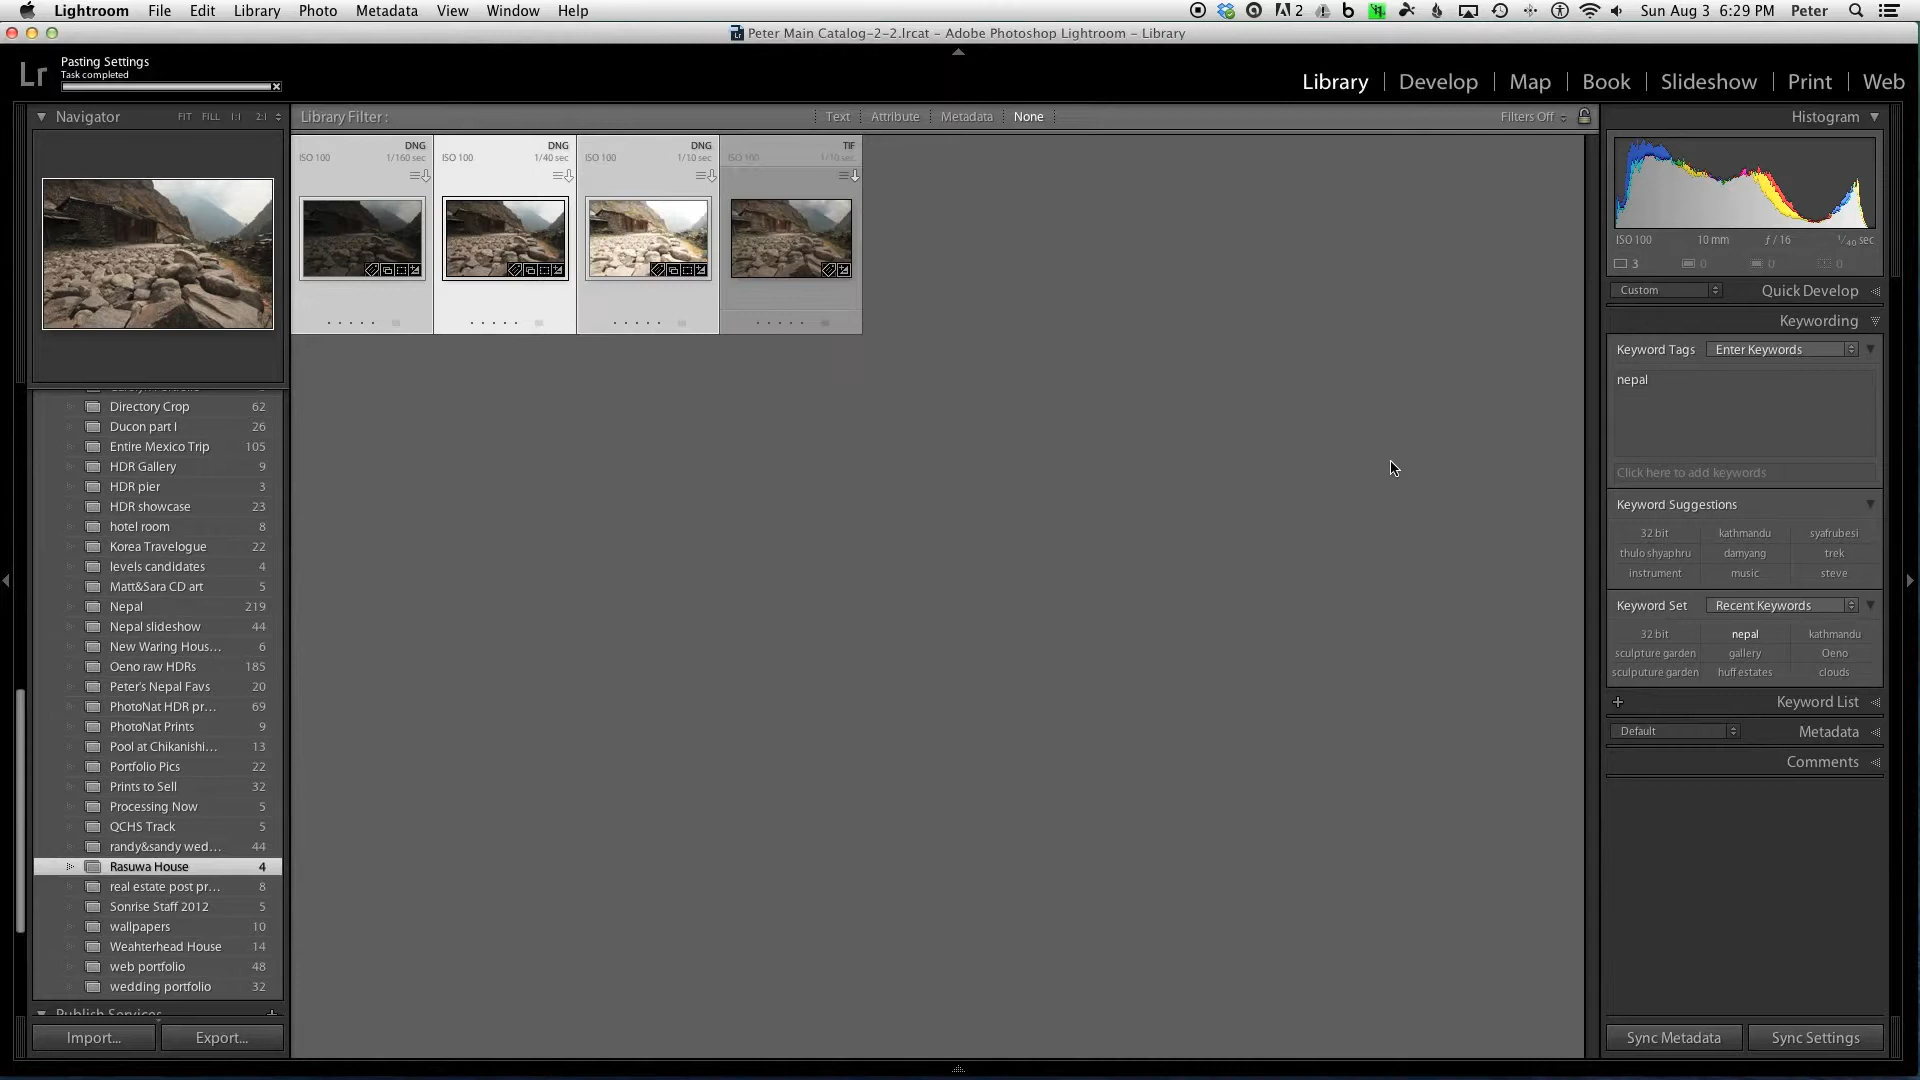 Lightroom File Edit Library Photo Metadata View Window Help 2 Sun Aug 3 6:29 PM Peter
Peter Main Catalog-2-2.lrcat - Adobe Photoshop Lightroom - Library
Lr Pasting Settings
Task completed
Library Develop Map Book Slideshow Print Web
Navigator FIT FILL 1:1 2:1
Library Filter : Text Attribute Metadata None Filters Off
Histogram
DNG DNG DNG TIF
ISO 100 1/160 sec ISO 100 1/40 sec ISO 100 1/10 sec ISO 100 1/10 sec
ISO 100 10 mm ƒ / 16 1/40 sec
3 0 0 0
Custom Quick Develop
Keywording
Keyword Tags Enter Keywords
nepal
Click here to add keywords
Keyword Suggestions
32 bit kathmandu syafrubesi
thulo shyaphru damyang trek
instrument music steve
Keyword Set Recent Keywords
32 bit nepal kathmandu
sculpture garden gallery Oeno
sculputure garden huff estates clouds
Keyword List
Default Metadata
Comments
Directory Crop 62
Ducon part I 26
Entire Mexico Trip 105
HDR Gallery 9
HDR pier 3
HDR showcase 23
hotel room 8
Korea Travelogue 22
levels candidates 4
Matt&Sara CD art 5
Nepal 219
Nepal slideshow 44
New Waring Hous... 6
Oeno raw HDRs 185
Peter's Nepal Favs 20
PhotoNat HDR pr... 69
PhotoNat Prints 9
Pool at Chikanishi... 13
Portfolio Pics 22
Prints to Sell 32
Processing Now 5
QCHS Track 5
randy&sandy wed... 44
Rasuwa House 4
real estate post pr... 8
Sonrise Staff 2012 5
wallpapers 10
Weahterhead House 14
web portfolio 48
wedding portfolio 32
Publish Services
Import... Export...
Sync Metadata Sync Settings